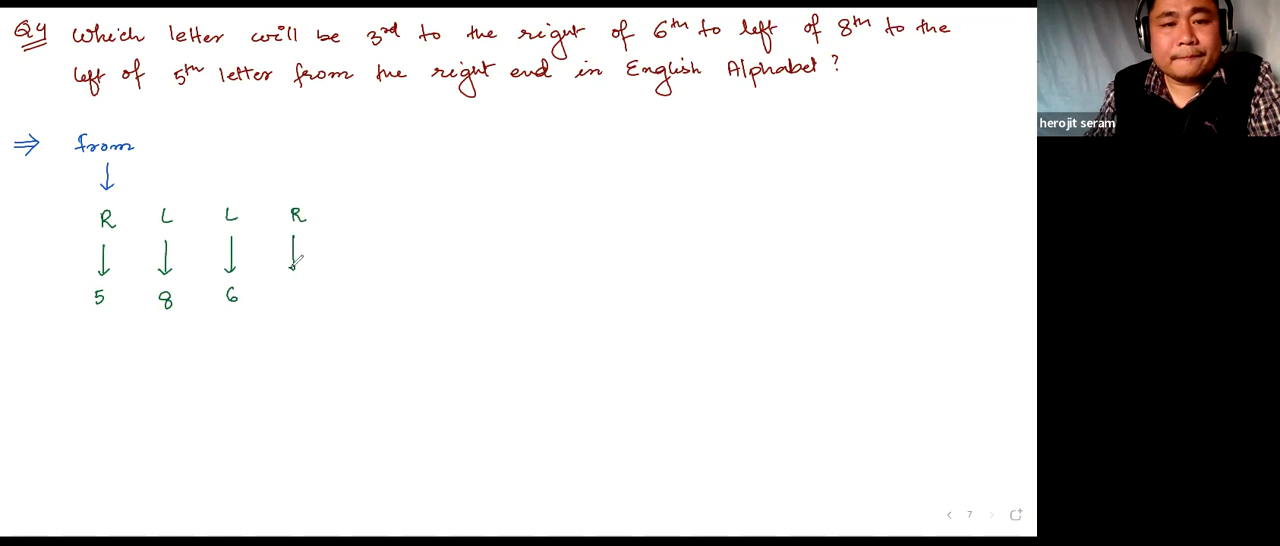 Q4 Which letter will be 3rd to the right of 6th to left of 8th to the
left of 5th letter from the right end in English Alphabet ?
herojit seram
⇒ from
↓
R L L R
↓ ↓ ↓ ↓
5 8 6
< 7 >